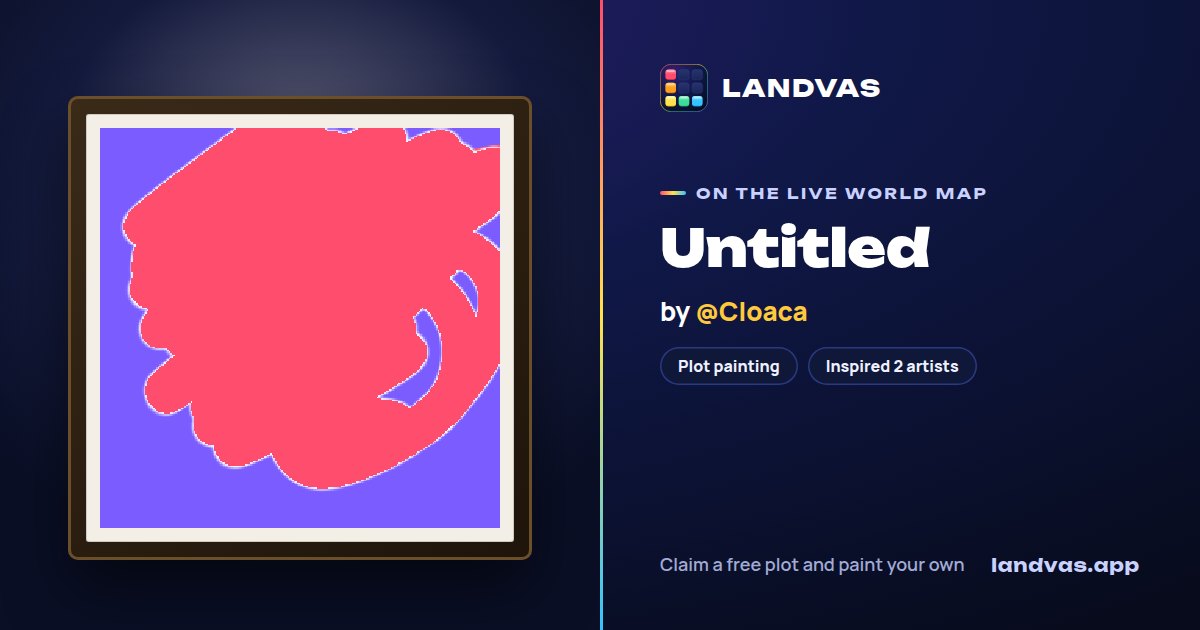 LANDVAS
ON THE LIVE WORLD MAP
Untitled
by @Cloaca
Plot painting
Inspired 2 artists
Claim a free plot and paint your own
landvas.app